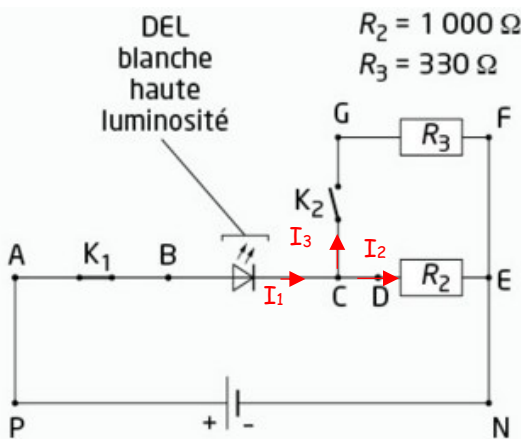 DEL
blanche
haute
luminosité
R2 = 1 000 Ω
R3 = 330 Ω
G
R3
F
K2
I3
I2
A
K1
B
I1
C
D
R2
E
P
+
-
N